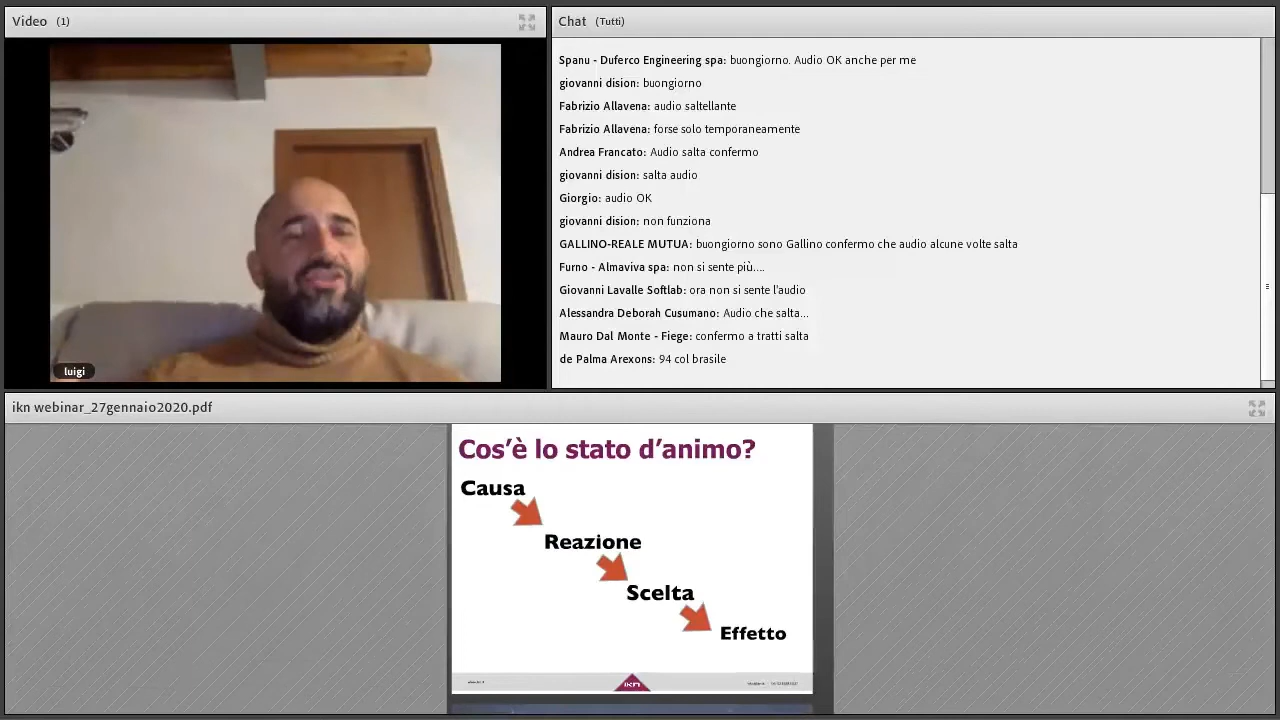 Video (1)
luigi
Chat (Tutti)
Spanu - Duferco Engineering spa: buongiorno. Audio OK anche per me
giovanni dision: buongiorno
Fabrizio Allavena: audio saltellante
Fabrizio Allavena: forse solo temporaneamente
Andrea Francato: Audio salta confermo
giovanni dision: salta audio
Giorgio: audio OK
giovanni dision: non funziona
GALLINO-REALE MUTUA: buongiorno sono Gallino confermo che audio alcune volte salta
Furno - Almaviva spa: non si sente più....
Giovanni Lavalle Softlab: ora non si sente l'audio
Alessandra Deborah Cusumano: Audio che salta...
Mauro Dal Monte - Fiege: confermo a tratti salta
de Palma Arexons: 94 col brasile
ikn webinar_27gennaio2020.pdf
Cos'è lo stato d'animo?
Causa
Reazione
Scelta
Effetto
ikn